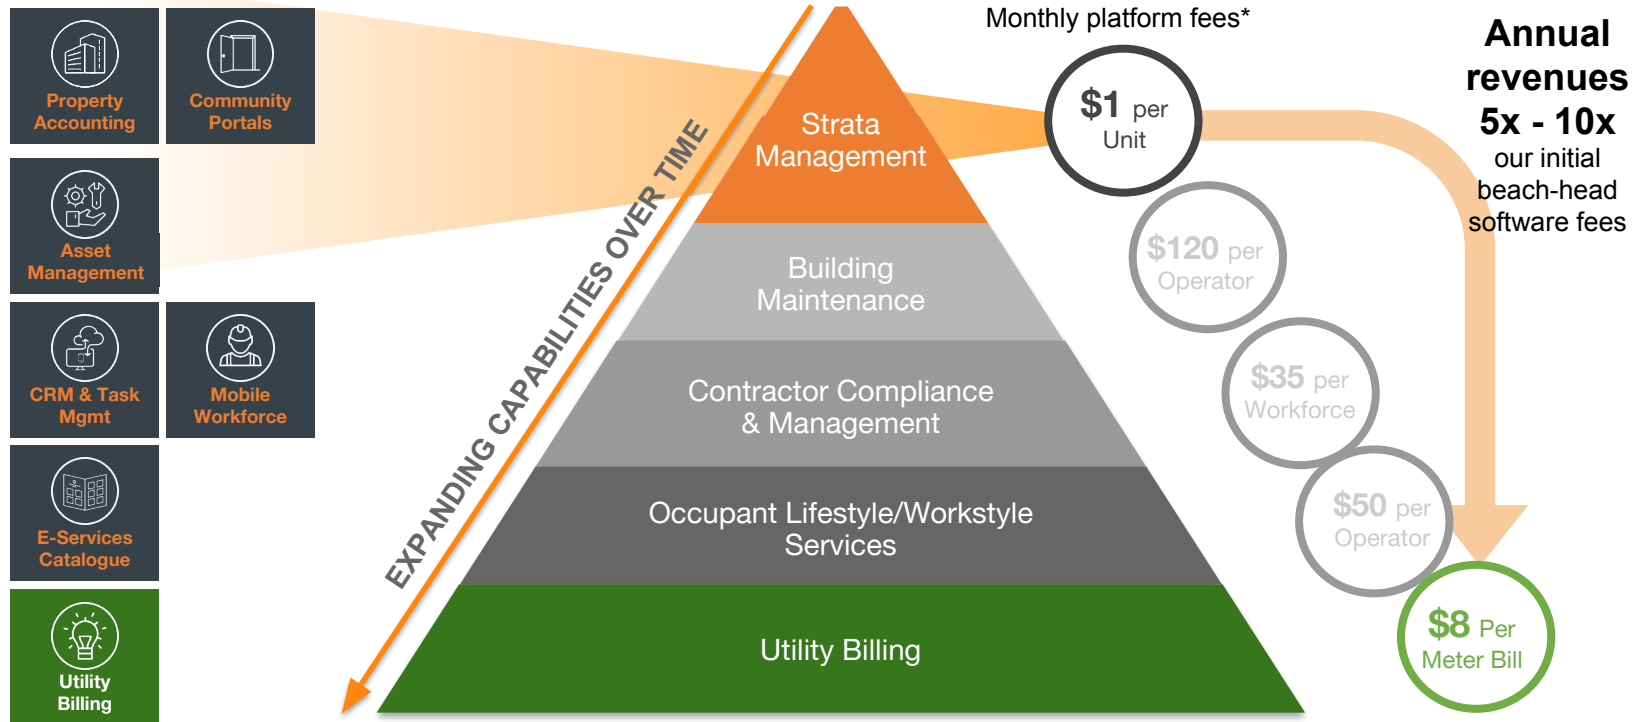 Property
Accounting
Community
Portals
Asset
Management
CRM & Task
Mgmt
Mobile
Workforce
E-Services
Catalogue
Utility
Billing
EXPANDING CAPABILITIES OVER TIME
Strata
Management
Building
Maintenance
Contractor Compliance
& Management
Occupant Lifestyle/Workstyle
Services
Utility Billing
Monthly platform fees*
$1 per
Unit
$120 per
Operator
$35 per
Workforce
$50 per
Operator
$8 Per
Meter Bill
Annual
revenues
5x - 10x
our initial
beach-head
software fees